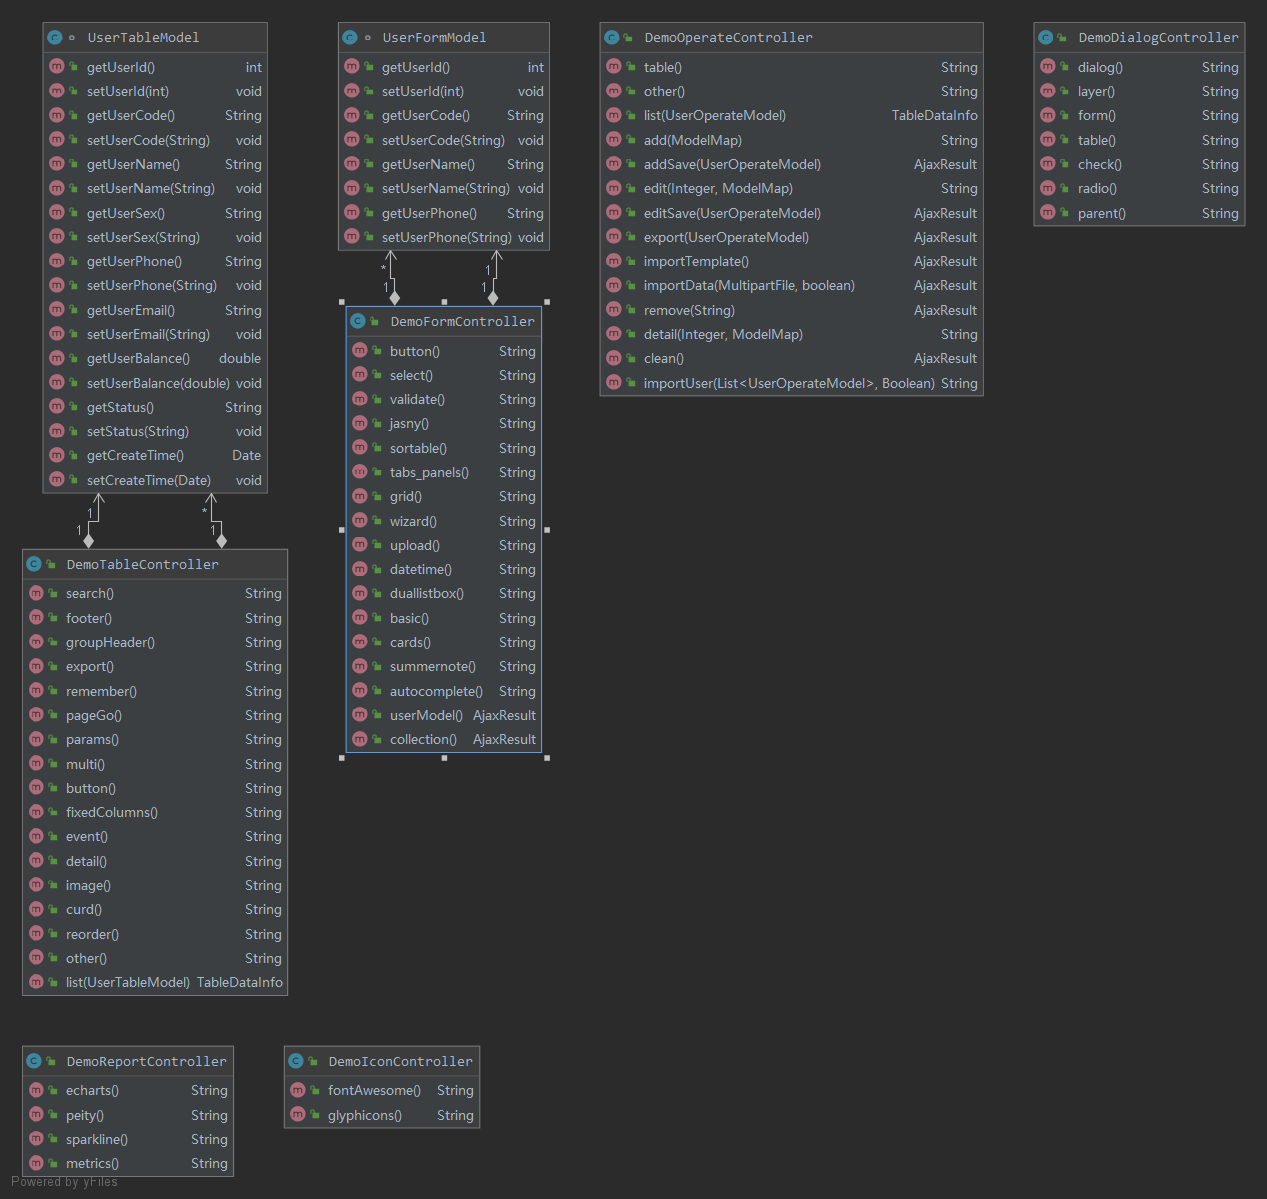 UserTableModel
getUserId() int
setUserId(int) void
getUserCode() String
setUserCode(String) void
getUserName() String
setUserName(String) void
getUserSex() String
setUserSex(String) void
getUserPhone() String
setUserPhone(String) void
getUserEmail() String
setUserEmail(String) void
getUserBalance() double
setUserBalance(double) void
getStatus() String
setStatus(String) void
getCreateTime() Date
setCreateTime(Date) void
1
*
1
1
DemoTableController
search() String
footer() String
groupHeader() String
export() String
remember() String
pageGo() String
params() String
multi() String
button() String
fixedColumns() String
event() String
detail() String
image() String
curd() String
reorder() String
other() String
list(UserTableModel) TableDataInfo
UserFormModel
getUserId() int
setUserId(int) void
getUserCode() String
setUserCode(String) void
getUserName() String
setUserName(String) void
getUserPhone() String
setUserPhone(String) void
*
1
1
1
DemoFormController
button() String
select() String
validate() String
jasny() String
sortable() String
tabs_panels() String
grid() String
wizard() String
upload() String
datetime() String
duallistbox() String
basic() String
cards() String
summernote() String
autocomplete() String
userModel() AjaxResult
collection() AjaxResult
DemoOperateController
table() String
other() String
list(UserOperateModel) TableDataInfo
add(ModelMap) String
addSave(UserOperateModel) AjaxResult
edit(Integer, ModelMap) String
editSave(UserOperateModel) AjaxResult
export(UserOperateModel) AjaxResult
importTemplate() AjaxResult
importData(MultipartFile, boolean) AjaxResult
remove(String) AjaxResult
detail(Integer, ModelMap) String
clean() AjaxResult
importUser(List<UserOperateModel>, Boolean) String
DemoDialogController
dialog() String
layer() String
form() String
table() String
check() String
radio() String
parent() String
DemoReportController
echarts() String
peity() String
sparkline() String
metrics() String
DemoIconController
fontAwesome() String
glyphicons() String
Powered by yFiles